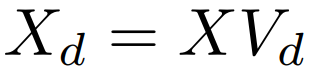 X_d = XV_d